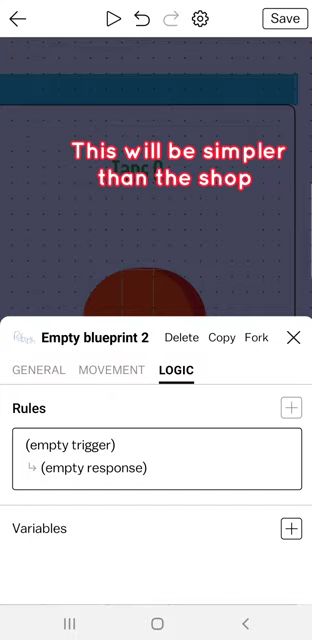 Save
This will be simpler
than the shop
Empty blueprint 2
Delete
Copy
Fork
GENERAL
MOVEMENT
LOGIC
Rules
(empty trigger)
(empty response)
Variables